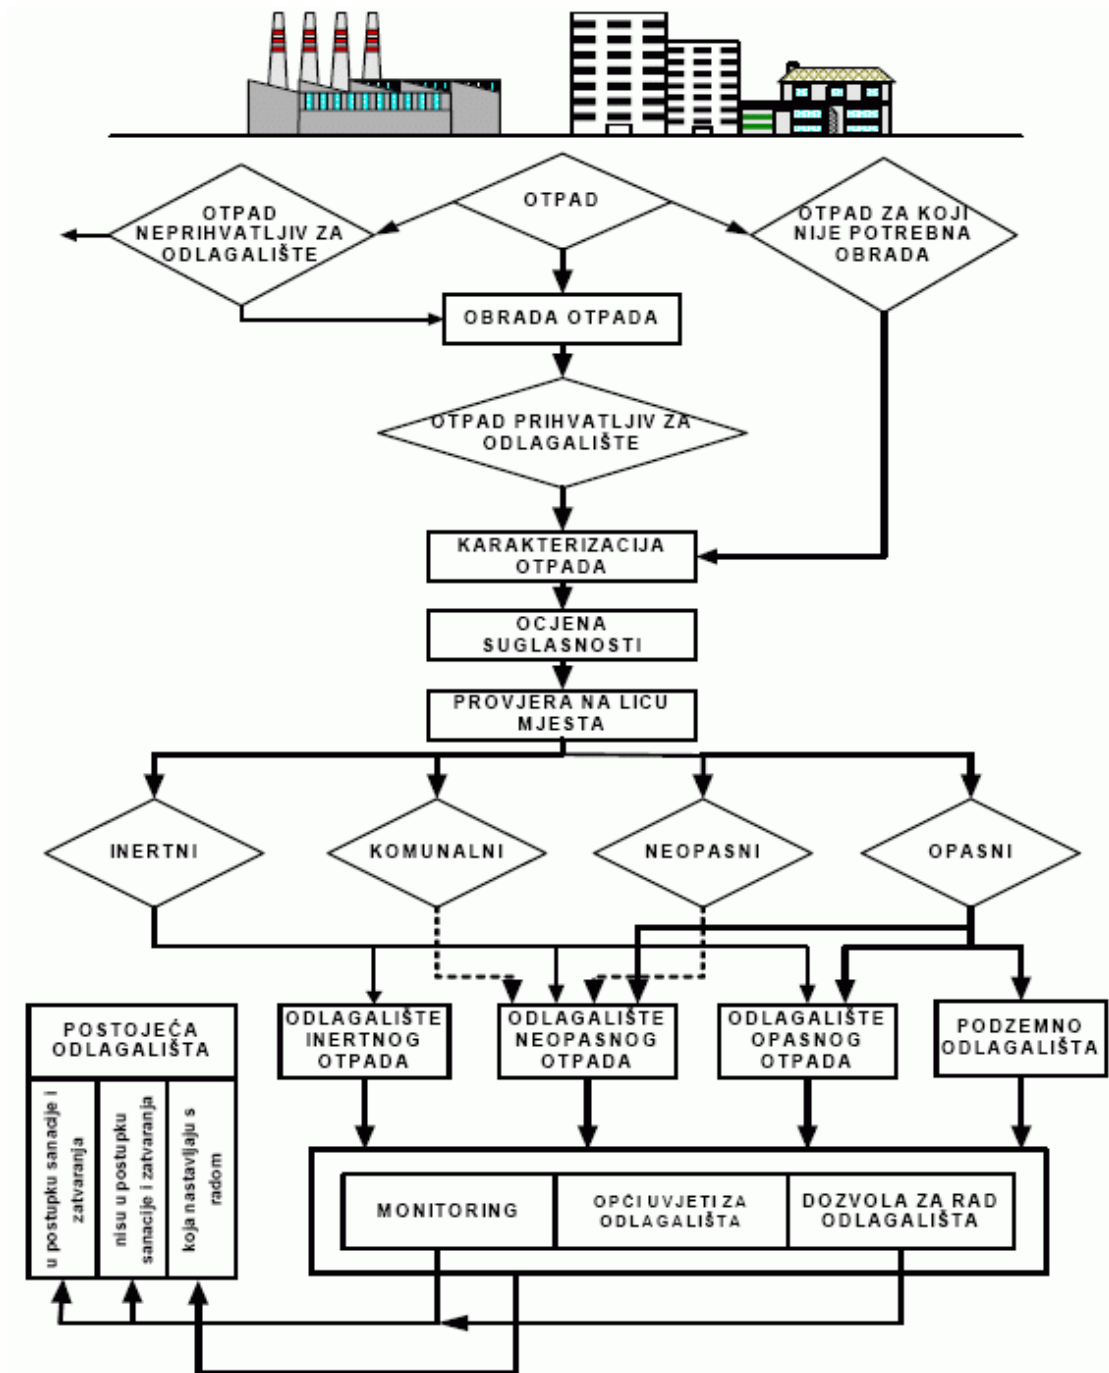 OTPAD
NEPRIHVATLJIV ZA
ODLAGALIŠTE
OTPAD
OTPAD ZA KOJI
NIJE POTREBNA
OBRADA
OBRADA OTPADA
OTPAD PRIHVATLJIV ZA
ODLAGALIŠTE
KARAKTERIZACIJA
OTPADA
OCJENA
SUGLASNOSTI
PROVJERA NA LICU
MJESTA
INERTNI
KOMUNALNI
NEOPASNI
OPASNI
POSTOJEĆA
ODLAGALIŠTA
u postupku sanacije i
zatvaranja
nisu u postupku
sanacije i zatvaranja
koja nastavljaju s
radom
ODLAGALIŠTE
INERTNOG
OTPADA
ODLAGALIŠTE
NEOPASNOG
OTPADA
ODLAGALIŠTE
OPASNOG
OTPADA
PODZEMNO
ODLAGALIŠTA
MONITORING
OPĆI UVJETI ZA
ODLAGALIŠTA
DOZVOLA ZA RAD
ODLAGALIŠTA